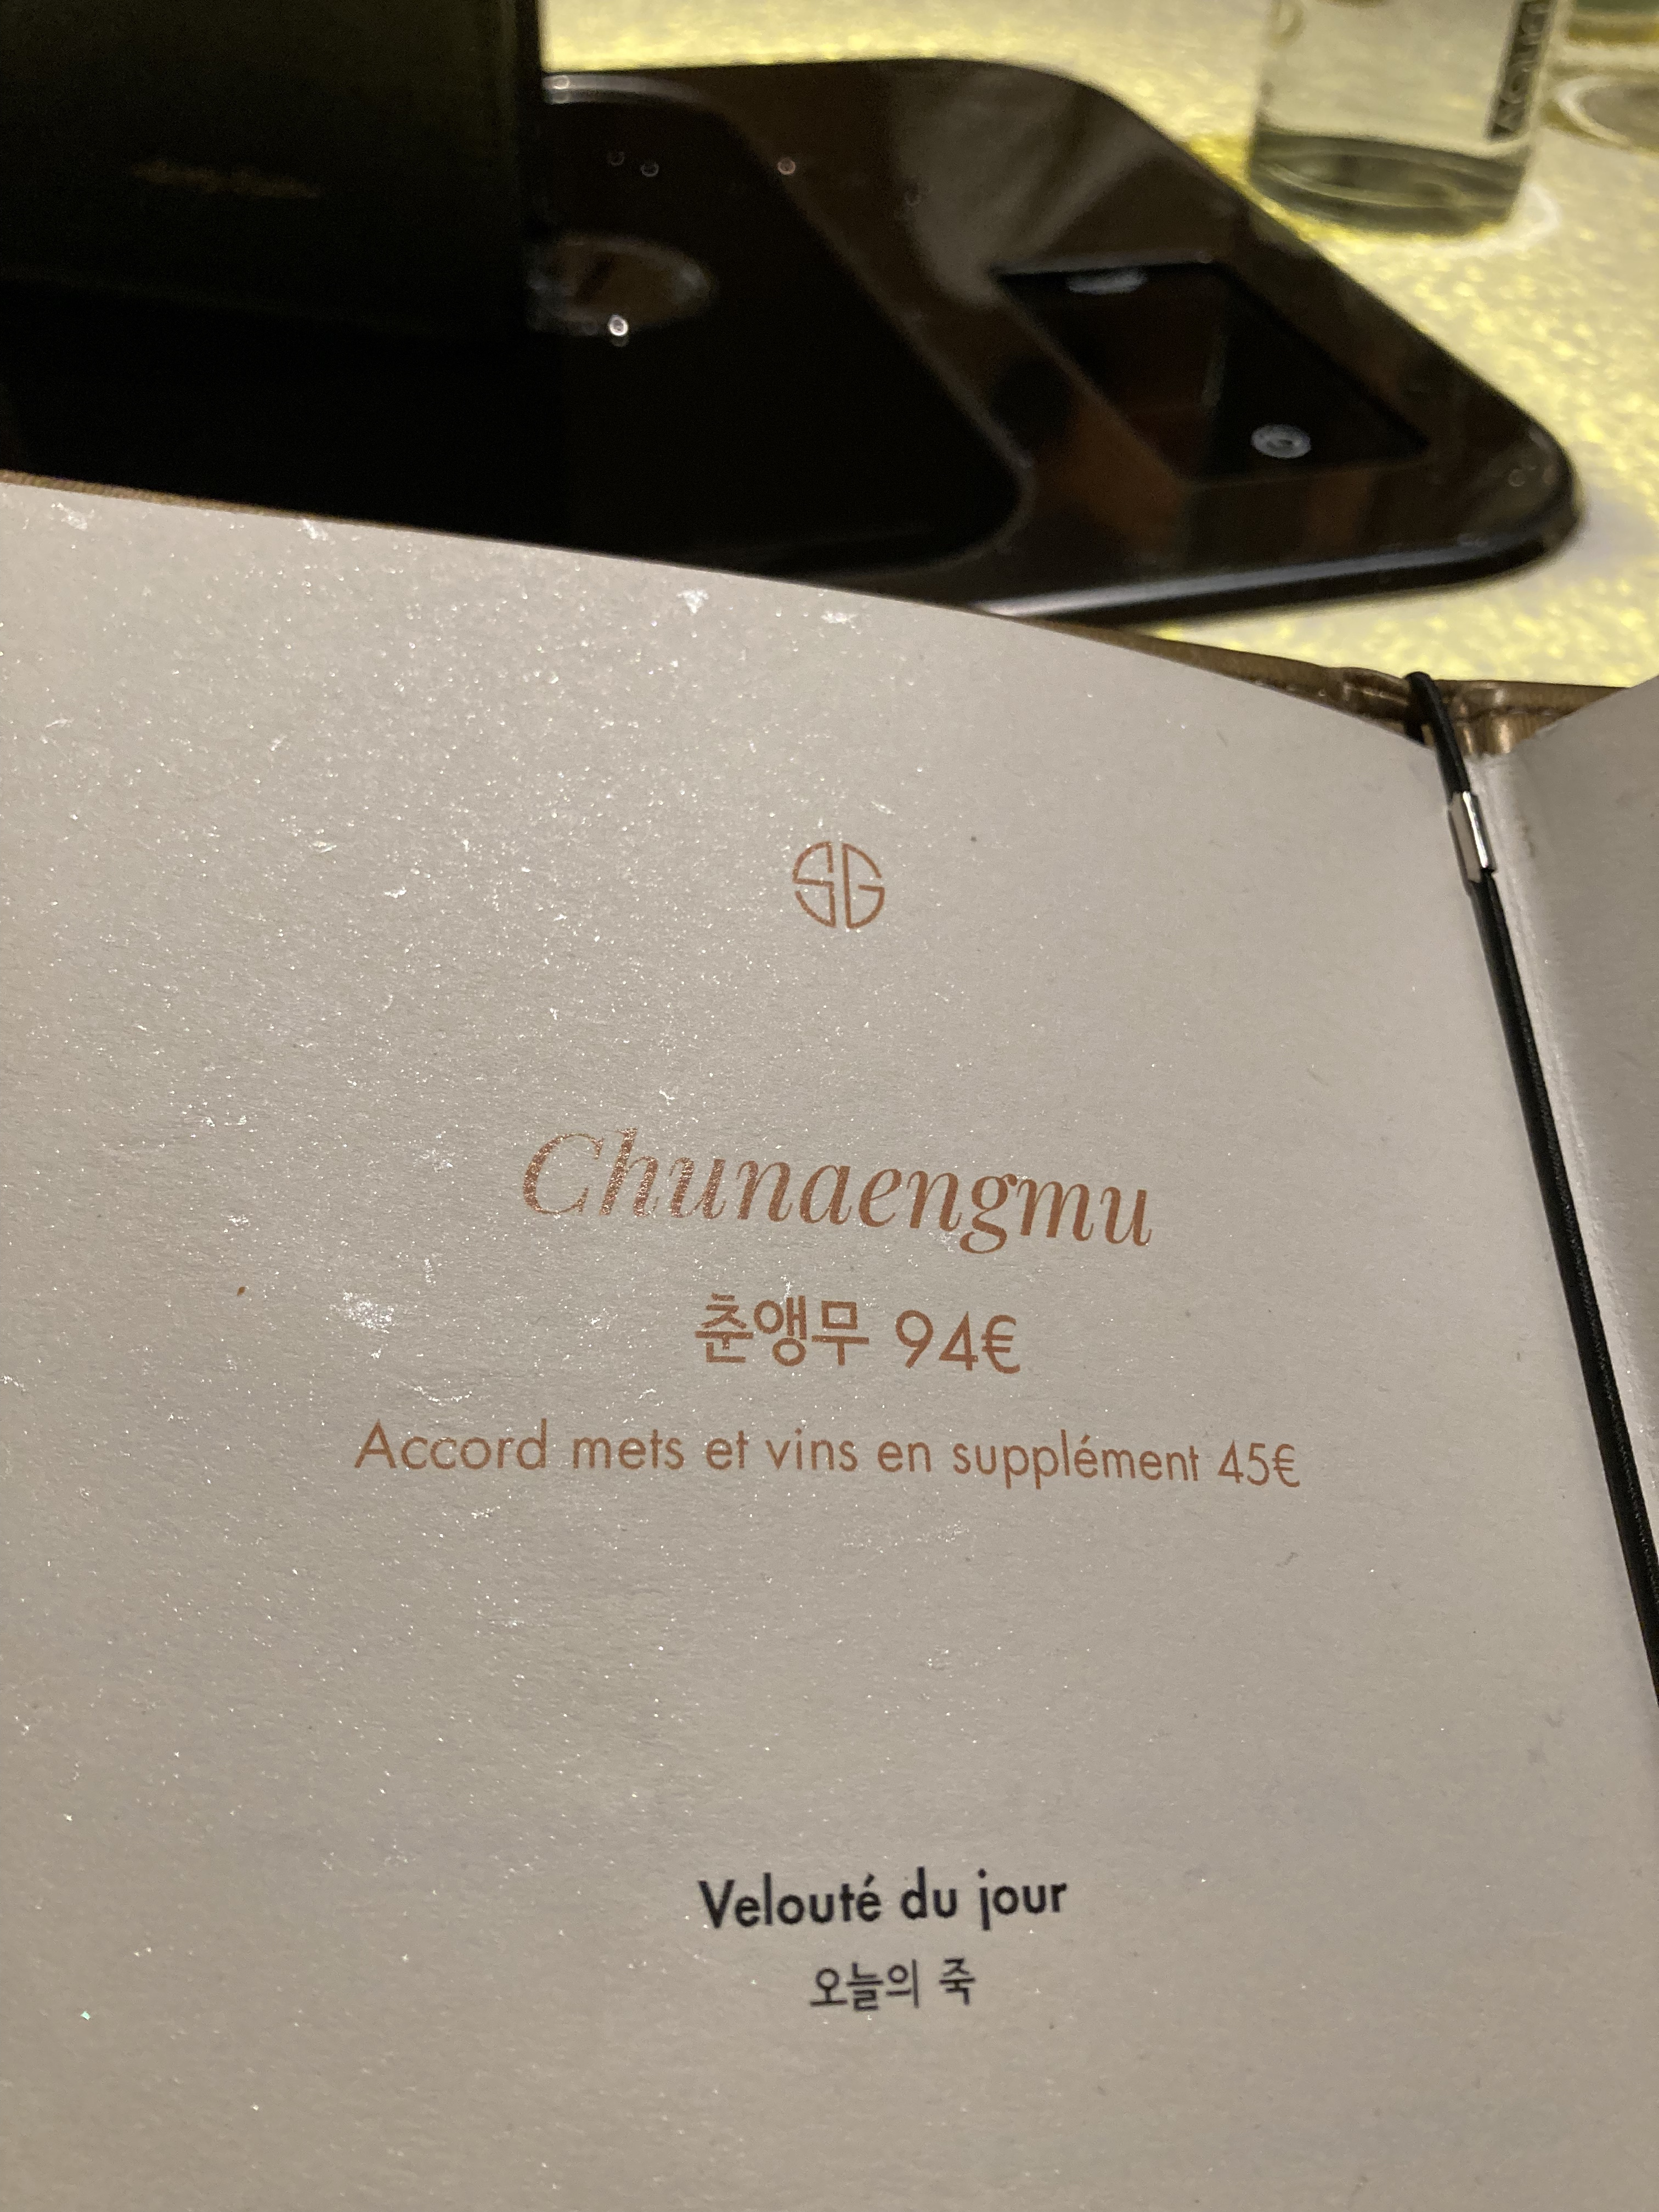 SG
Chunaengmu
춘앵무 94€
Accord mets et vins en supplément 45€
Velouté du jour
오늘의 죽